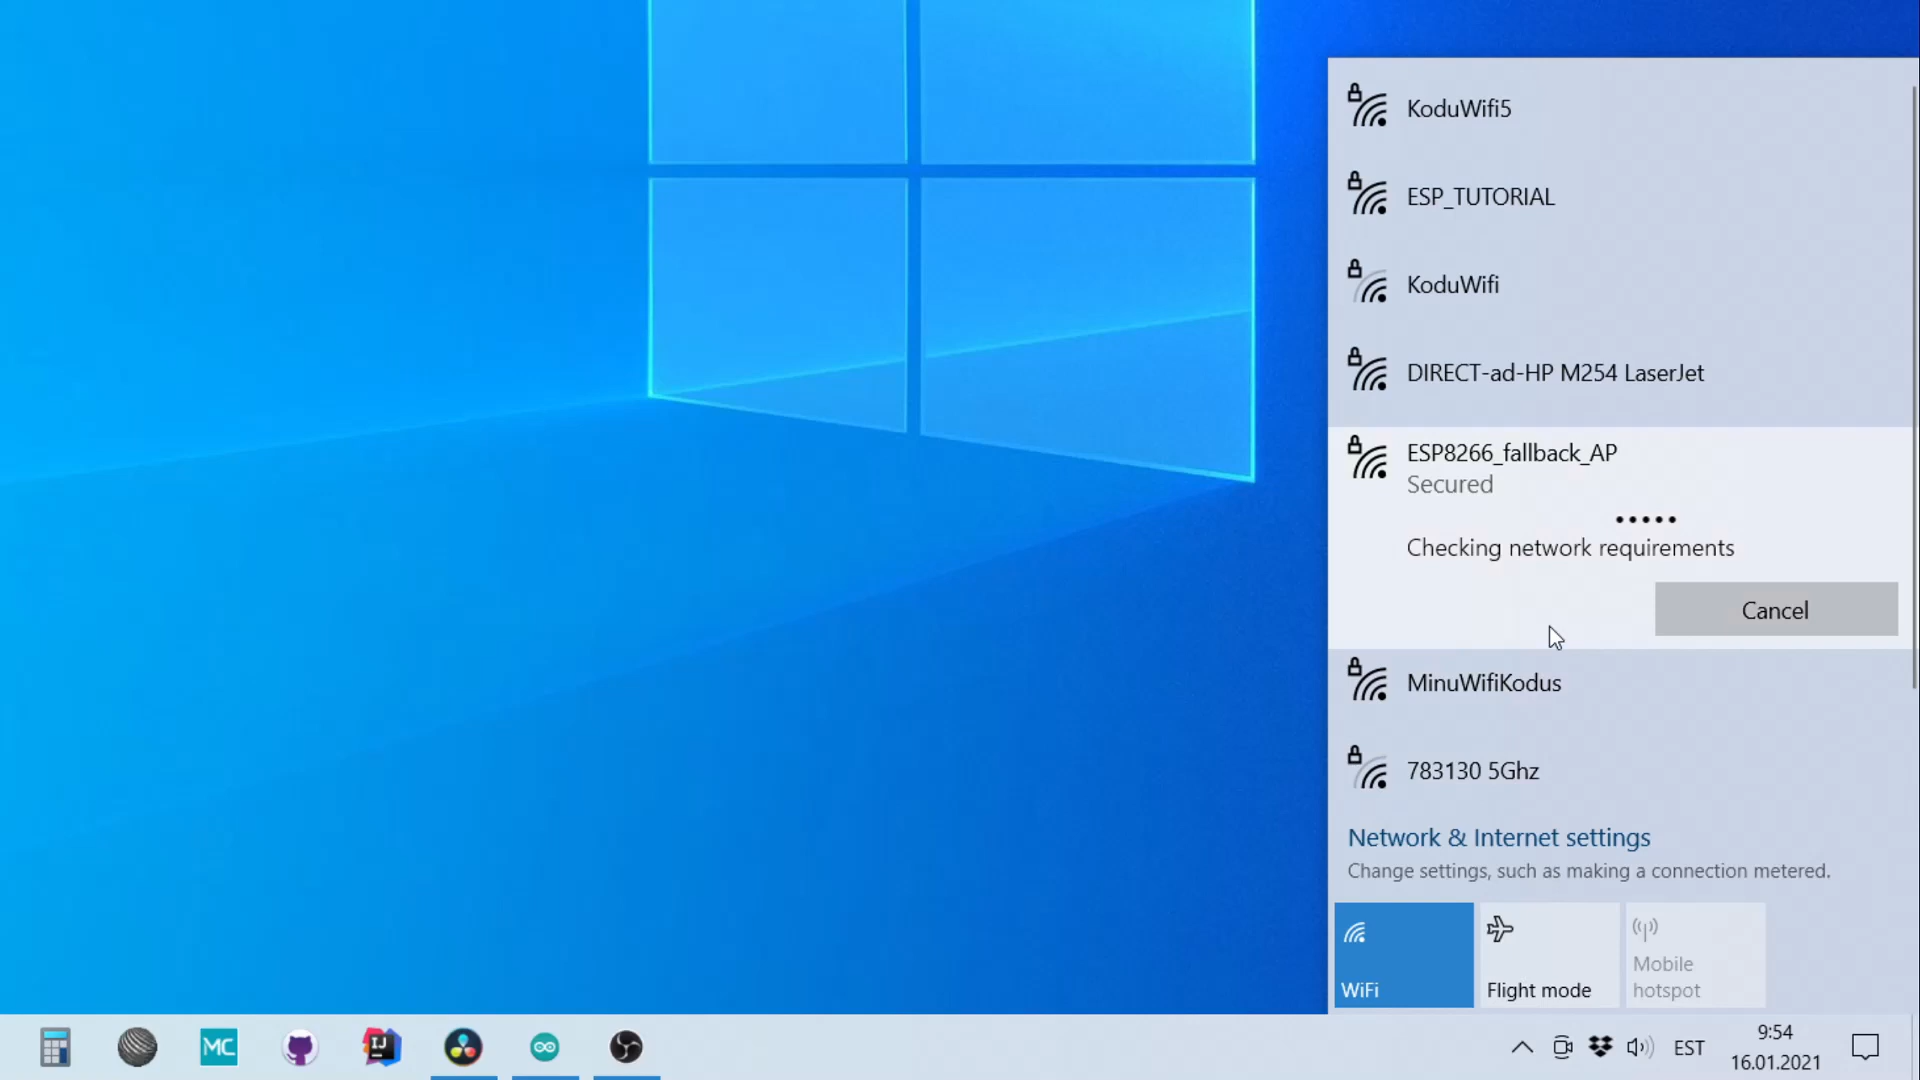 KoduWifi5
ESP_TUTORIAL
KoduWifi
DIRECT-ad-HP M254 LaserJet
ESP8266_fallback_AP
Secured
Checking network requirements
Cancel
MinuWifiKodus
783130 5Ghz
Network & Internet settings
Change settings, such as making a connection metered.
WiFi
Flight mode
Mobile
hotspot
MC
IJ
EST
9:54
16.01.2021